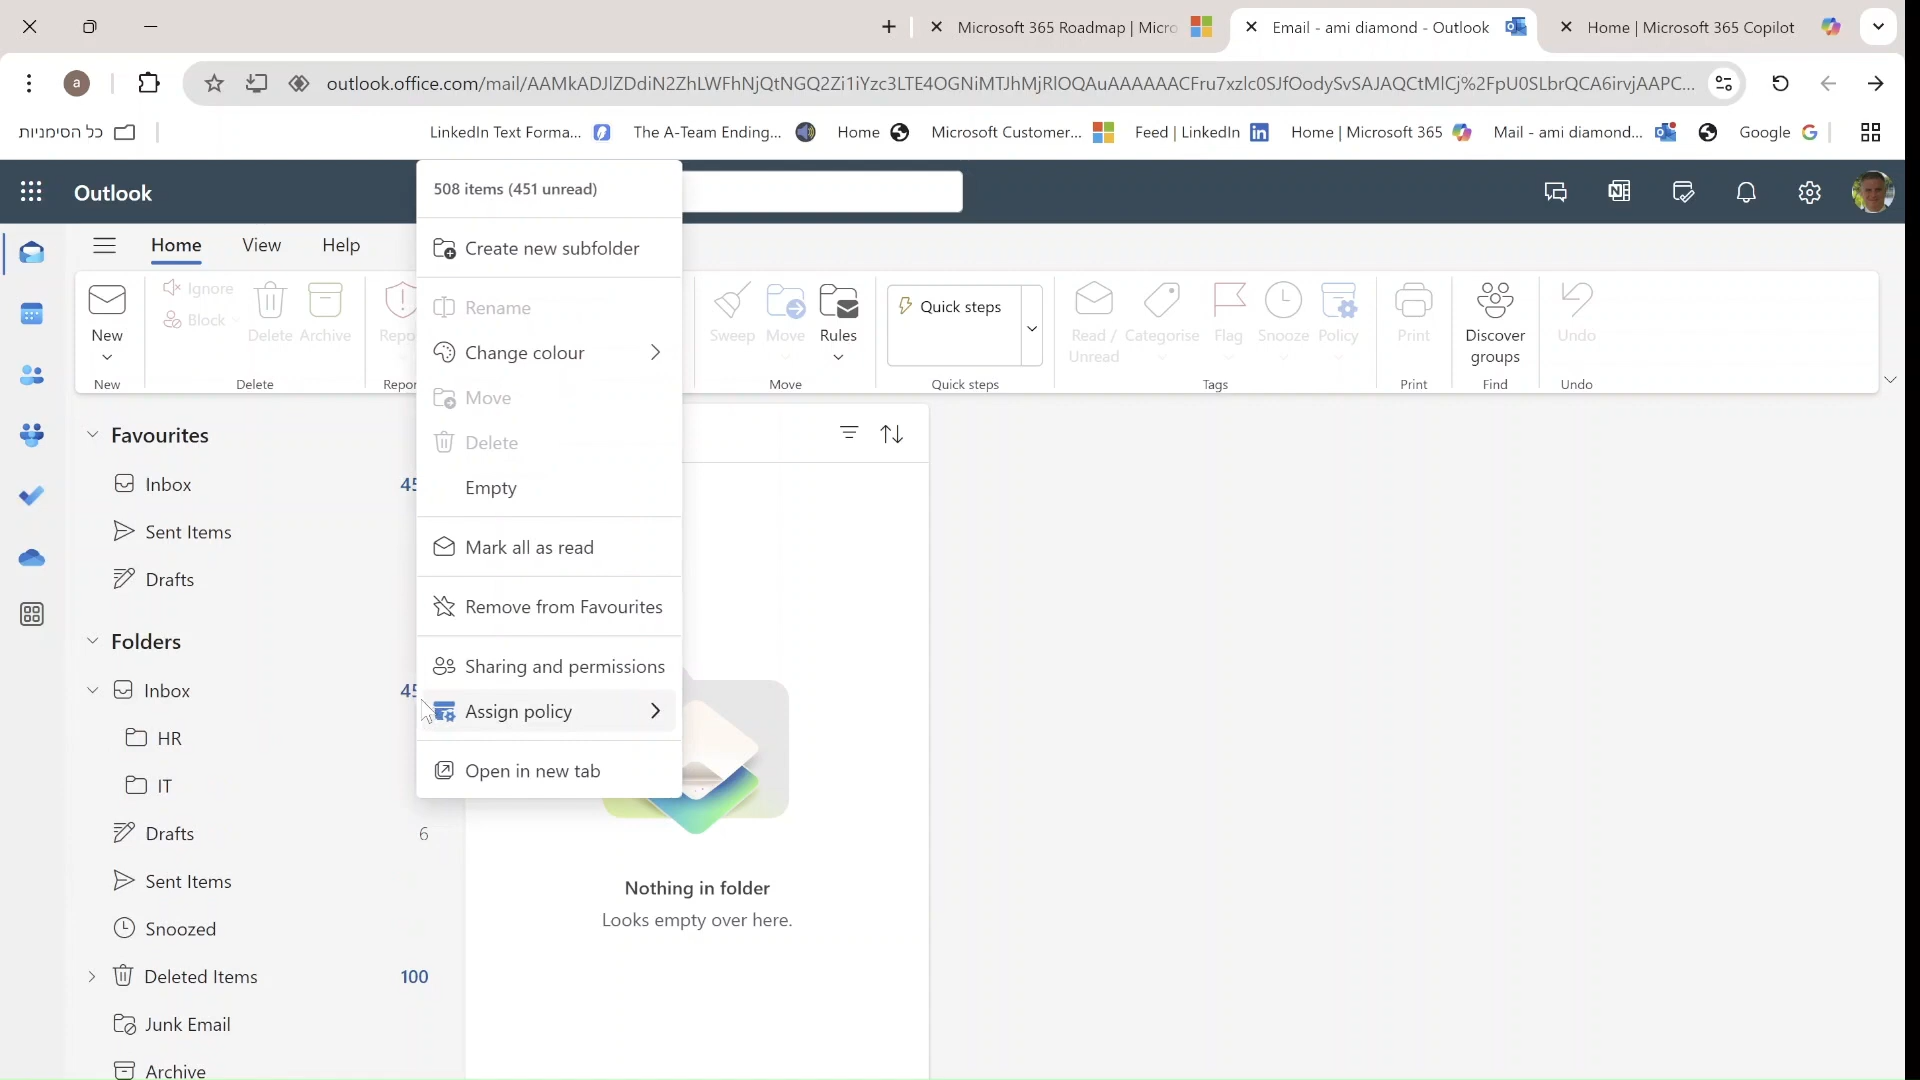 Microsoft 365 Roadmap | Micro
Email - ami diamond - Outlook
Home | Microsoft 365 Copilot
a
outlook.office.com/mail/AAMkADJlZDdiN2ZhLWFhNjQtNGQ2Zi1iYzc3LTE4OGNiMTJhMjRlOQAuAAAAAACFru7xzlc0SJfOodySvSAJAQCtMlCj%2FpU0SLbrQCA6irvjAAPC...
כל הסימניות
LinkedIn Text Forma...
The A-Team Ending...
Home
Microsoft Customer...
Feed | LinkedIn
Home | Microsoft 365
Mail - ami diamond...
Google
Outlook
Home
View
Help
New
Ignore
Block
Delete
Archive
Repo
Sweep
Move
Rules
Quick steps
Read / Unread
Categorise
Flag
Snooze
Policy
Print
Discover groups
Undo
New
Delete
Repor
Move
Quick steps
Tags
Print
Find
Undo
508 items (451 unread)
Create new subfolder
Rename
Change colour
Move
Delete
Empty
Mark all as read
Remove from Favourites
Sharing and permissions
Assign policy
Open in new tab
Favourites
Inbox 45
Sent Items
Drafts
Folders
Inbox 45
HR
IT
Drafts 6
Sent Items
Snoozed
Deleted Items 100
Junk Email
Archive
Nothing in folder
Looks empty over here.